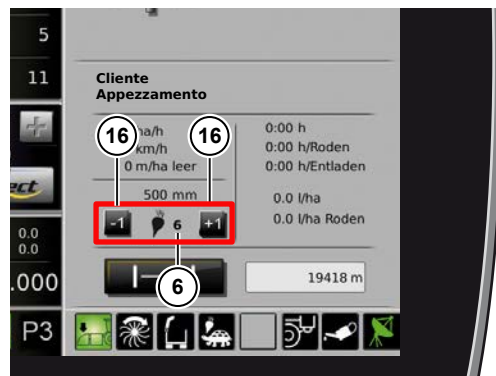 5
11
Cliente
Appezzamento
ha/h
km/h
0 m/ha leer
0:00 h
0:00 h/Roden
0:00 h/Entladen
16
16
500 mm
0.0 l/ha
0.0 l/ha Roden
-1
6
+1
ect
0.0
0.0
.000
6
19418 m
P3